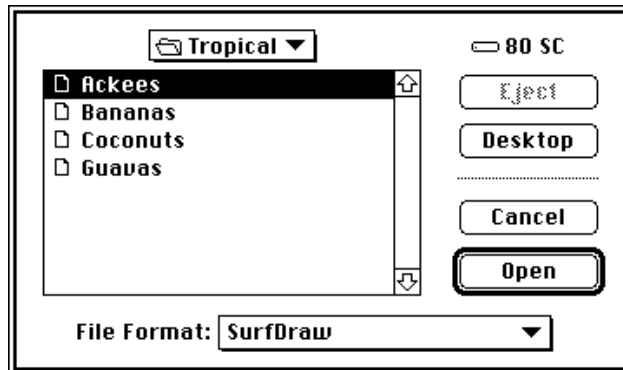 Tropical
80 SC
Ackees
Bananas
Coconuts
Guavas
Eject
Desktop
Cancel
Open
File Format: SurfDraw